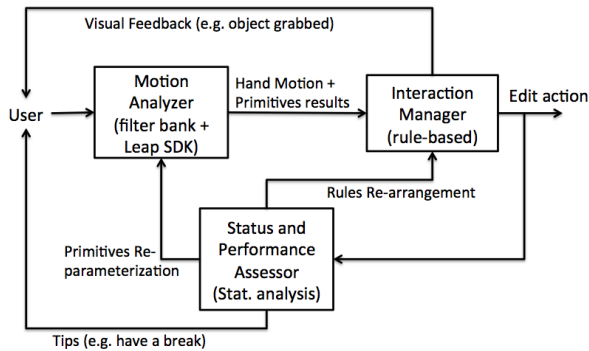 Visual Feedback (e.g. object grabbed)
User
Motion
Analyzer
(filter bank +
Leap SDK)
Hand Motion +
Primitives results
Interaction
Manager
(rule-based)
Edit action
Rules Re-arrangement
Primitives Re-
parameterization
Status and
Performance
Assessor
(Stat. analysis)
Tips (e.g. have a break)